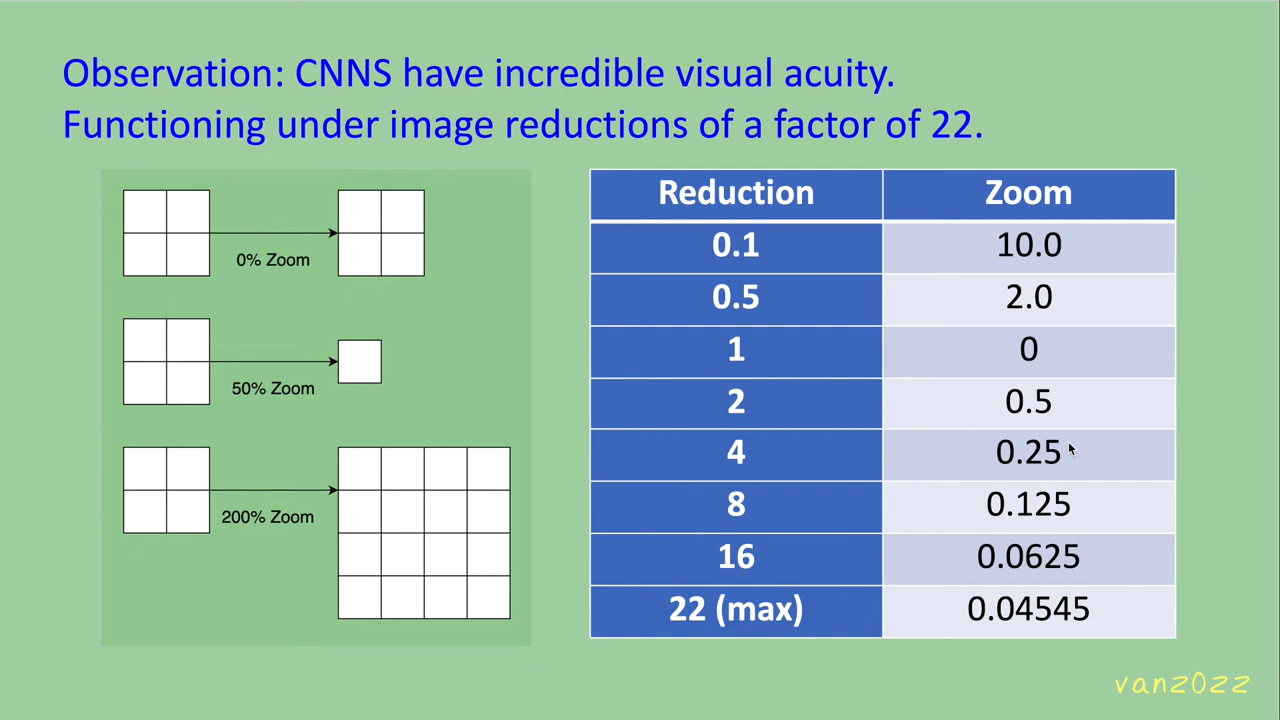 Observation: CNNS have incredible visual acuity.
Functioning under image reductions of a factor of 22.
0% Zoom
50% Zoom
200% Zoom
Reduction Zoom
0.1 10.0
0.5 2.0
1 0
2 0.5
4 0.25
8 0.125
16 0.0625
22 (max) 0.04545
van2022